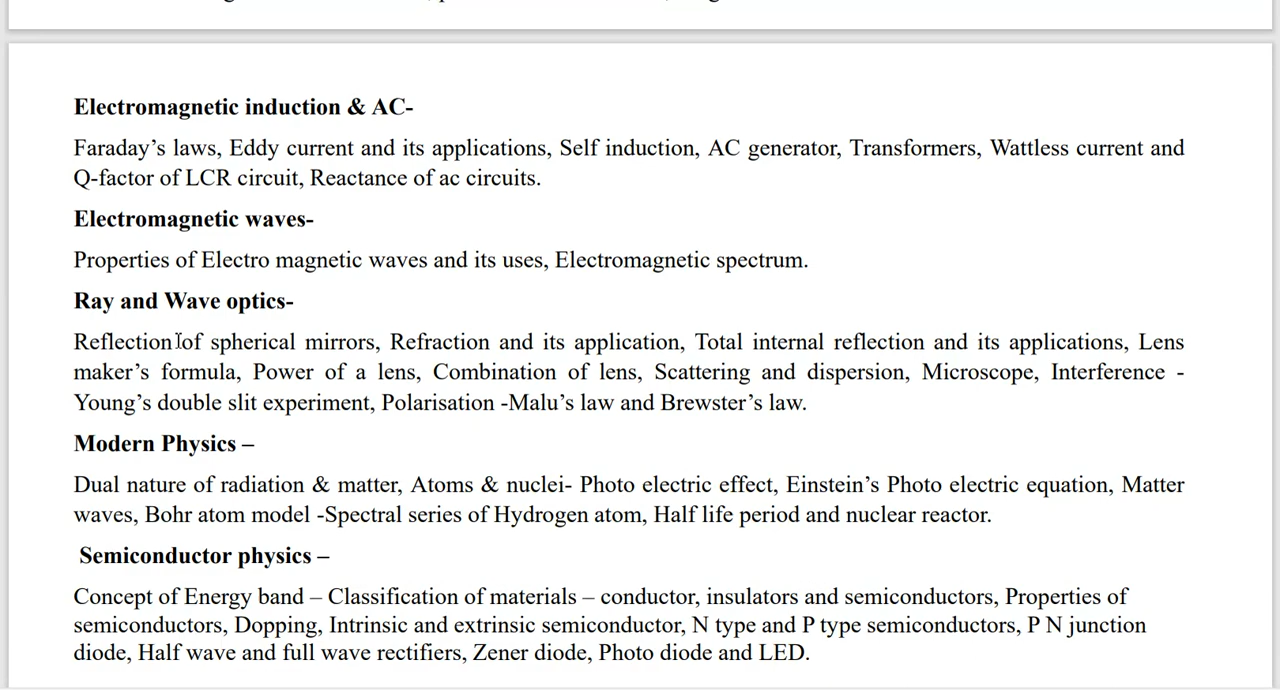 Electromagnetic induction & AC-
Faraday’s laws, Eddy current and its applications, Self induction, AC generator, Transformers, Wattless current and
Q-factor of LCR circuit, Reactance of ac circuits.
Electromagnetic waves-
Properties of Electro magnetic waves and its uses, Electromagnetic spectrum.
Ray and Wave optics-
Reflection of spherical mirrors, Refraction and its application, Total internal reflection and its applications, Lens
maker’s formula, Power of a lens, Combination of lens, Scattering and dispersion, Microscope, Interference -
Young’s double slit experiment, Polarisation -Malu’s law and Brewster’s law.
Modern Physics –
Dual nature of radiation & matter, Atoms & nuclei- Photo electric effect, Einstein’s Photo electric equation, Matter
waves, Bohr atom model -Spectral series of Hydrogen atom, Half life period and nuclear reactor.
Semiconductor physics –
Concept of Energy band – Classification of materials – conductor, insulators and semiconductors, Properties of
semiconductors, Dopping, Intrinsic and extrinsic semiconductor, N type and P type semiconductors, P N junction
diode, Half wave and full wave rectifiers, Zener diode, Photo diode and LED.